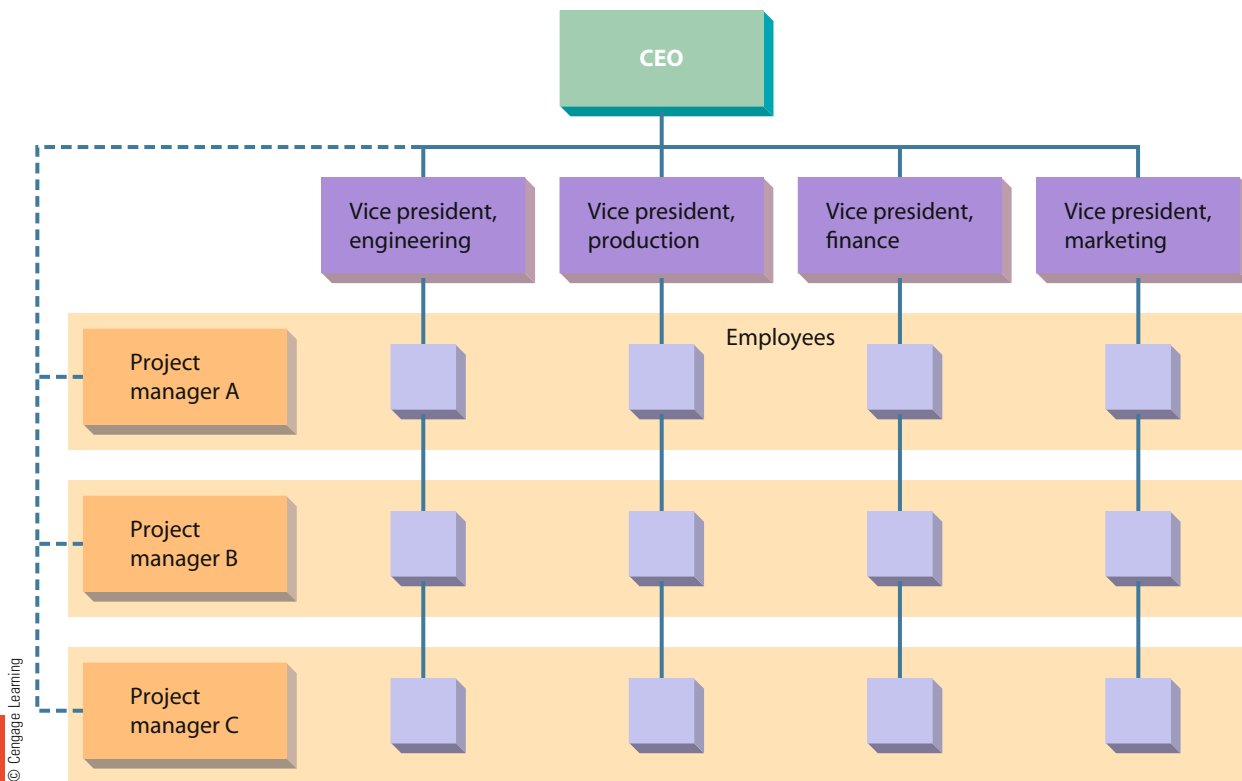 CEO
Vice president,
engineering
Vice president,
production
Vice president,
finance
Vice president,
marketing
Employees
Project
manager A
Project
manager B
Project
manager C
© Cengage Learning